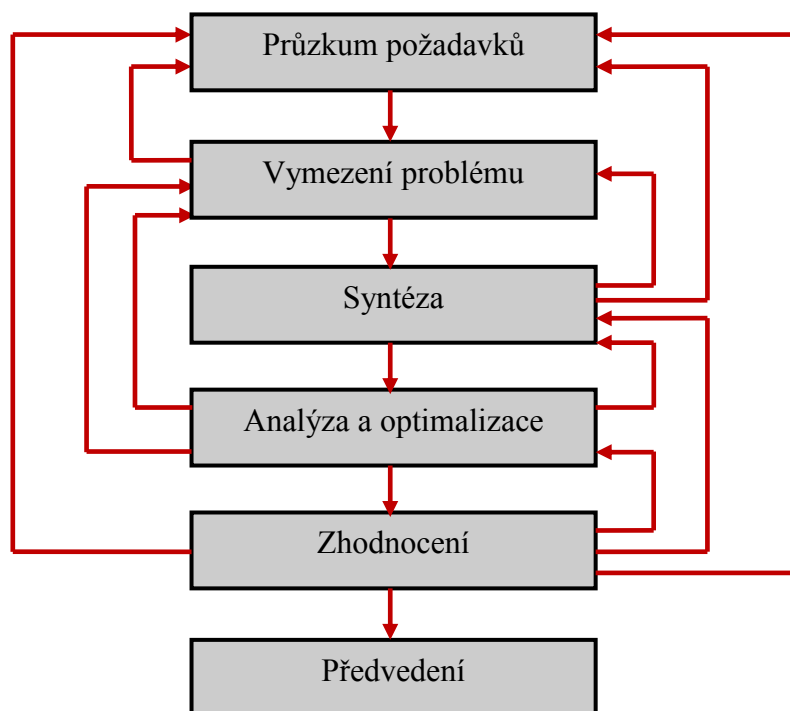 Průzkum požadavků
Vymezení problému
Syntéza
Analýza a optimalizace
Zhodnocení
Předvedení